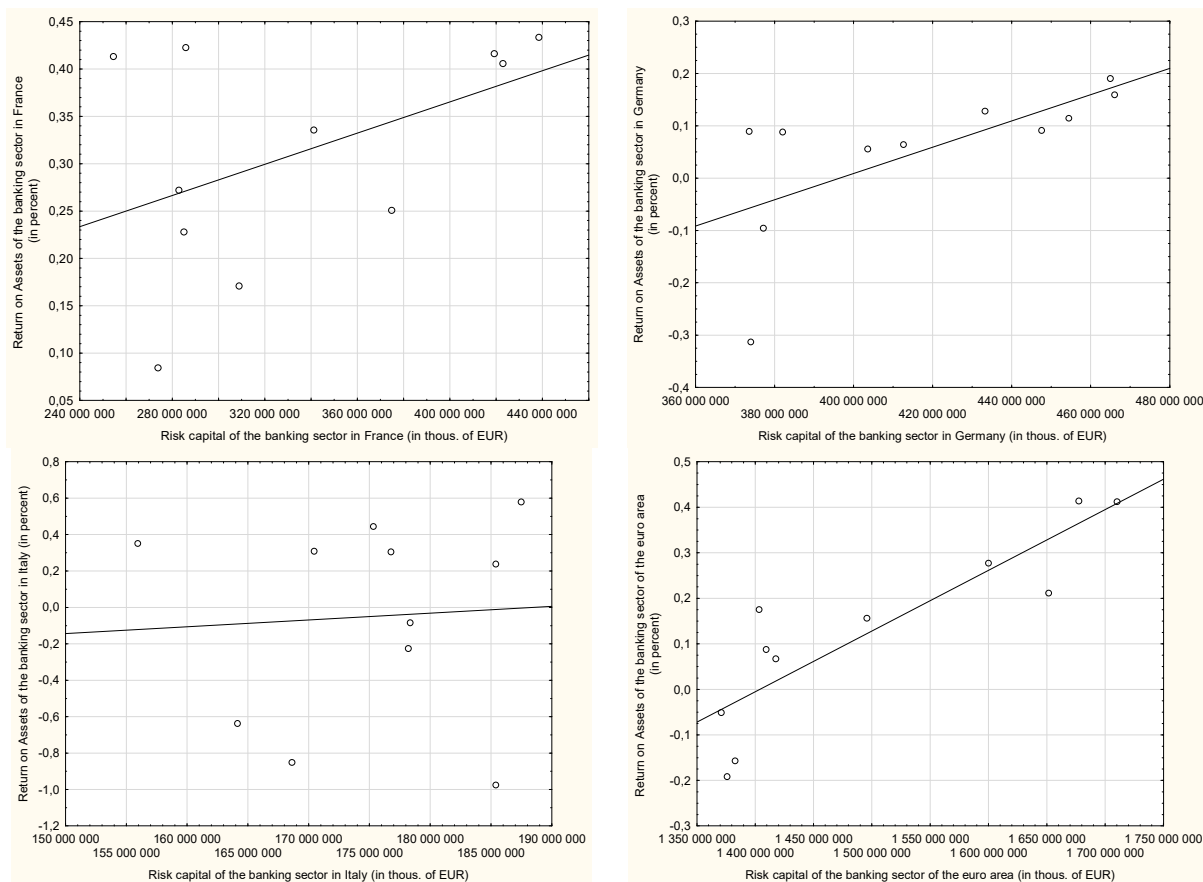 0,45
0,40
0,35
0,30
0,25
0,20
0,15
0,10
0,05
Return on Assets of the banking sector in France
(in percent)
240 000 000 280 000 000 320 000 000 360 000 000 400 000 000 440 000 000
Risk capital of the banking sector in France (in thous. of EUR)
0,3
0,2
0,1
0,0
-0,1
-0,2
-0,3
-0,4
Return on Assets of the banking sector in Germany
(in percent)
360 000 000 400 000 000 440 000 000 480 000 000
380 000 000 420 000 000 460 000 000
Risk capital of the banking sector in Germany (in thous. of EUR)
0,8
0,6
0,4
0,2
0,0
-0,2
-0,4
-0,6
-0,8
-1,0
-1,2
Return on Assets of the banking sector in Italy (in percent)
150 000 000 160 000 000 170 000 000 180 000 000 190 000 000
155 000 000 165 000 000 175 000 000 185 000 000
Risk capital of the banking sector in Italy (in thous. of EUR)
0,5
0,4
0,3
0,2
0,1
0,0
-0,1
-0,2
-0,3
Return on Assets of the banking sector of the euro area
(in percent)
1 350 000 000 1 450 000 000 1 550 000 000 1 650 000 000 1 750 000 000
1 400 000 000 1 500 000 000 1 600 000 000 1 700 000 000
Risk capital of the banking sector of the euro area (in thous. of EUR)